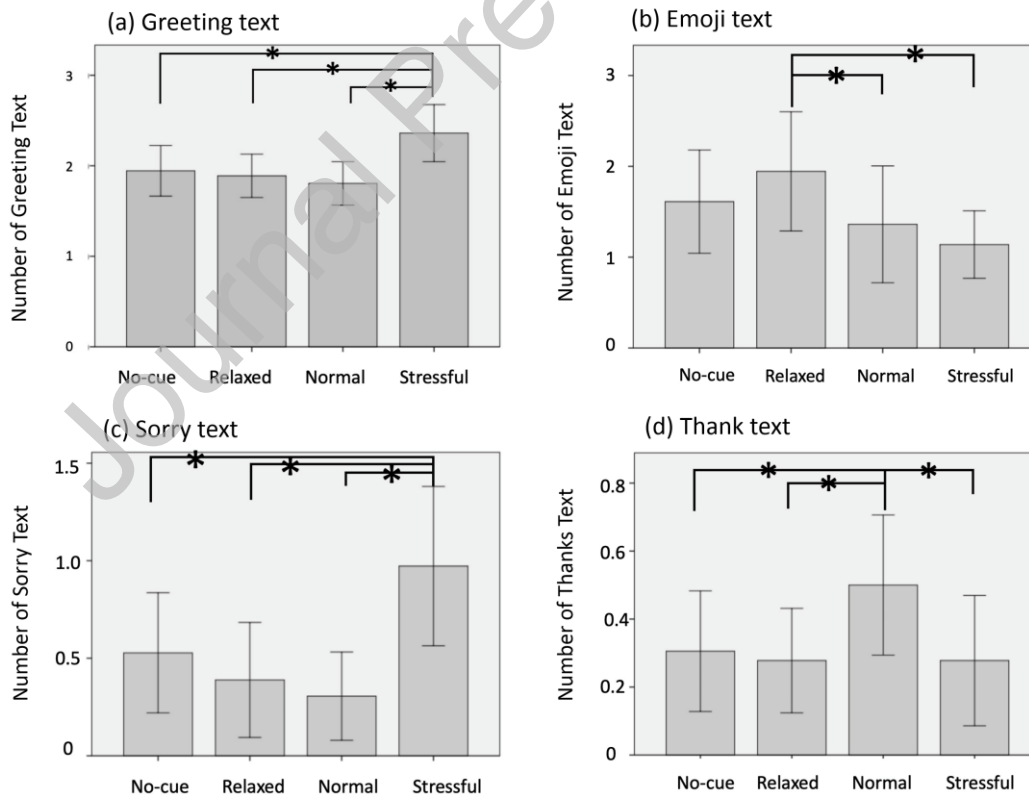 (a) Greeting text
Number of Greeting Text
3
2
1
0
No-cue Relaxed Normal Stressful
* * *
(b) Emoji text
Number of Emoji Text
3
2
1
0
No-cue Relaxed Normal Stressful
* *
(c) Sorry text
Number of Sorry Text
1.5
1.0
0.5
0
No-cue Relaxed Normal Stressful
* * *
(d) Thank text
Number of Thanks Text
0.8
0.6
0.4
0.2
0
No-cue Relaxed Normal Stressful
* * *
Journal Pre